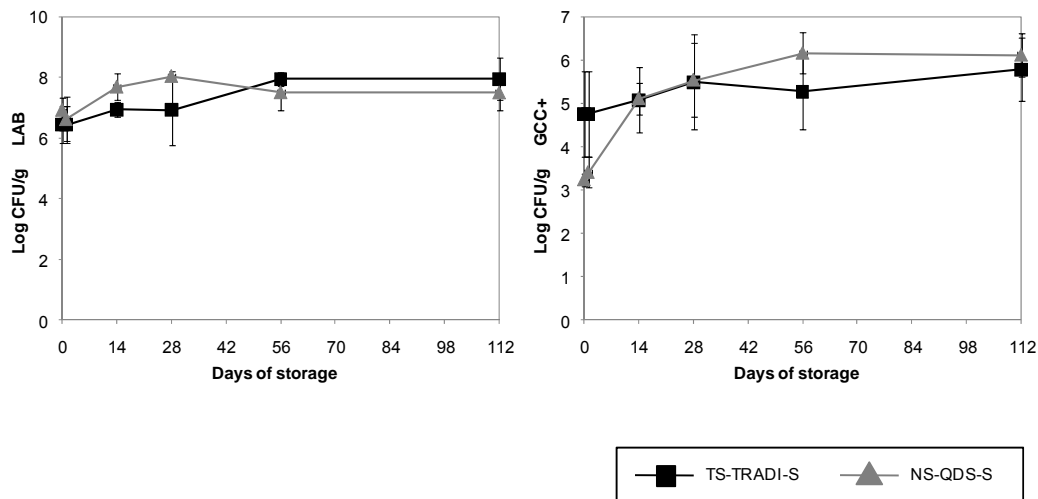 10
8
6
4
2
0
Log CFU/g LAB
0 14 28 42 56 70 84 98 112
Days of storage
7
6
5
4
3
2
1
0
Log CFU/g GCC+
0 14 28 42 56 70 84 98 112
Days of storage
TS-TRADI-S NS-QDS-S